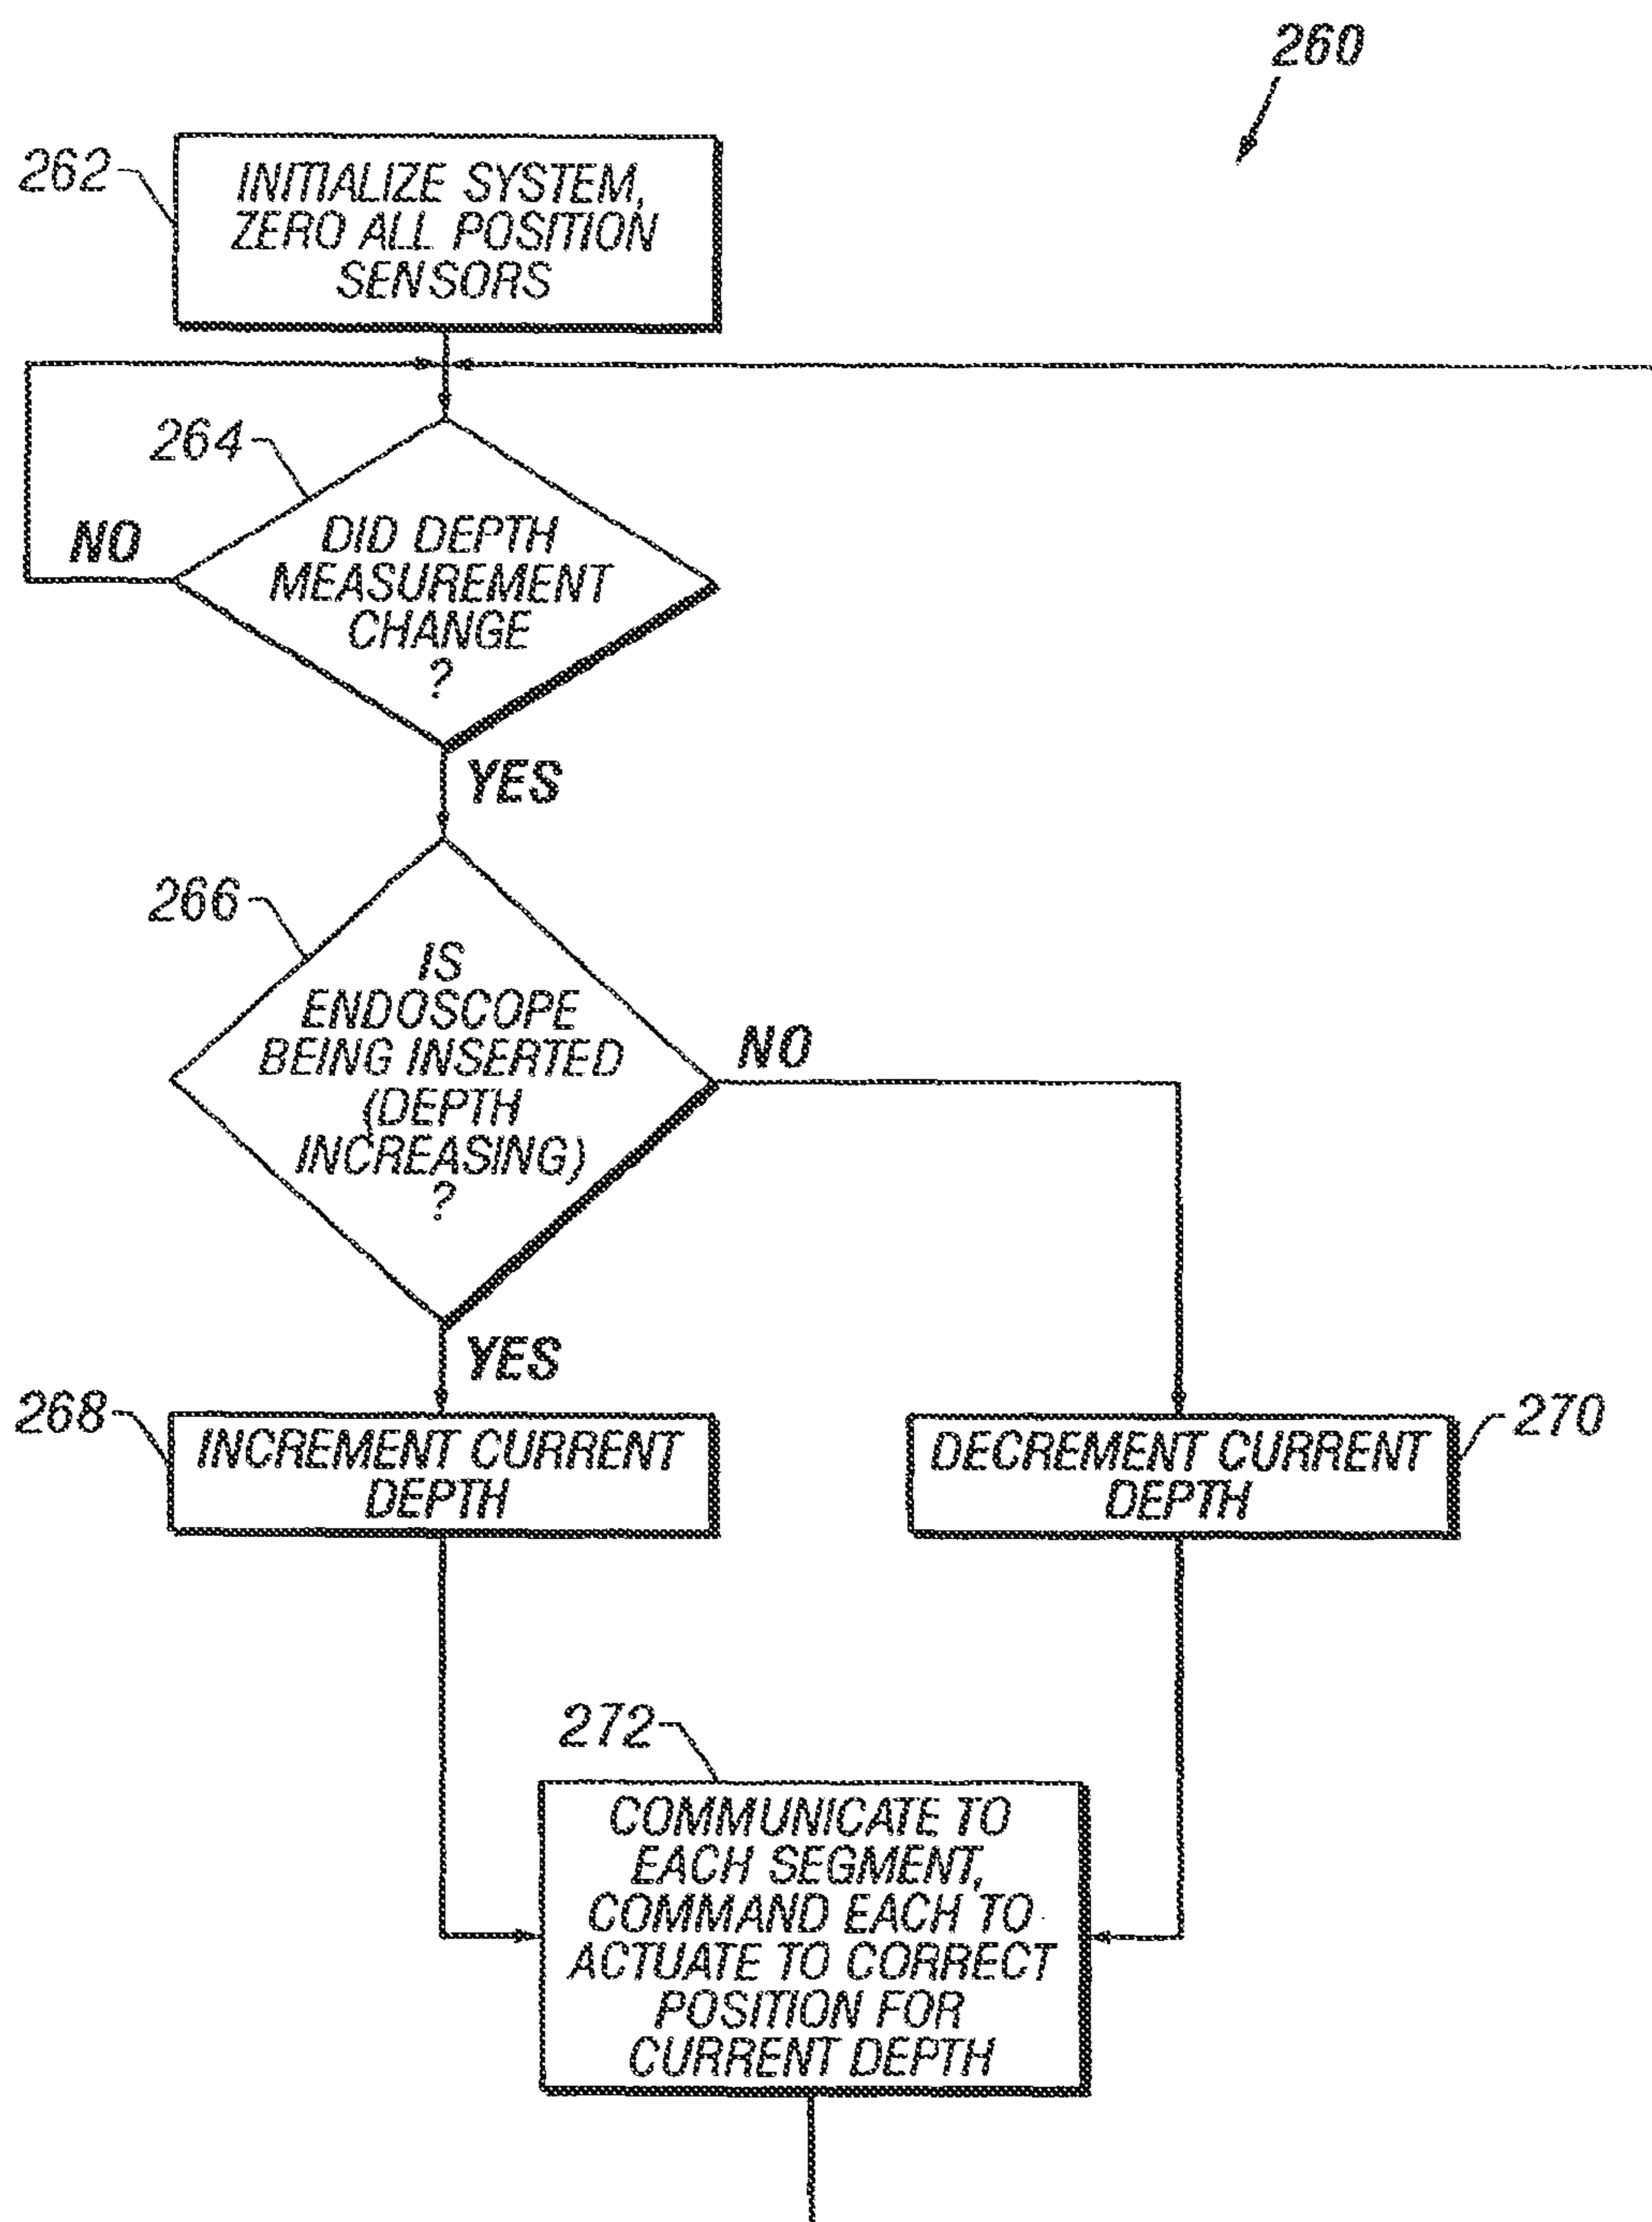 260
262
INITIALIZE SYSTEM,
ZERO ALL POSITION
SENSORS
264
NO
DID DEPTH
MEASUREMENT
CHANGE
?
YES
266
IS
ENDOSCOPE
BEING INSERTED
(DEPTH
INCREASING)
?
NO
YES
268
INCREMENT CURRENT
DEPTH
DECREMENT CURRENT
DEPTH
270
272
COMMUNICATE TO
EACH SEGMENT,
COMMAND EACH TO
ACTUATE TO CORRECT
POSITION FOR
CURRENT DEPTH